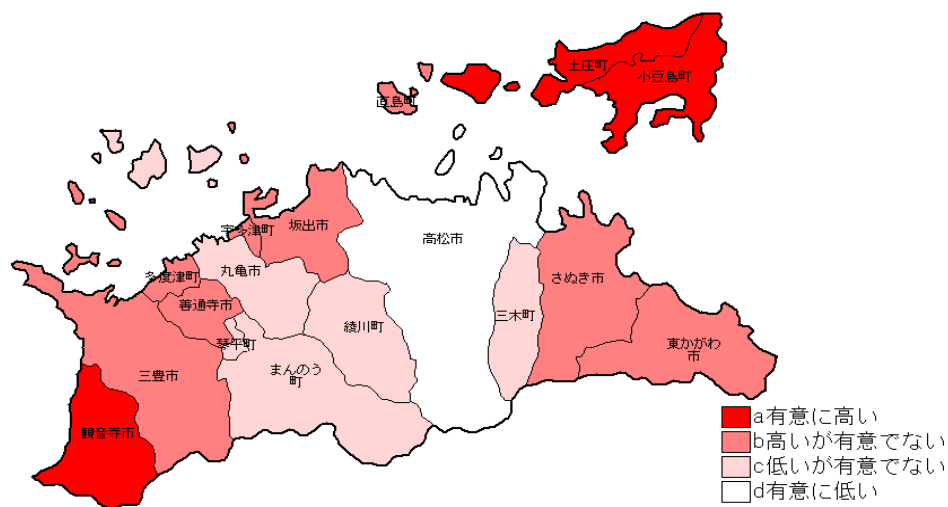 土庄町
小豆島町
直島町
宇多津町
坂出市
高松市
丸亀市
多度津町
さぬき市
善通寺市
三木町
綾川町
琴平町
東かがわ
市
まんのう
町
三豊市
観音寺市
a有意に高い
b高いが有意でない
c低いが有意でない
d有意に低い